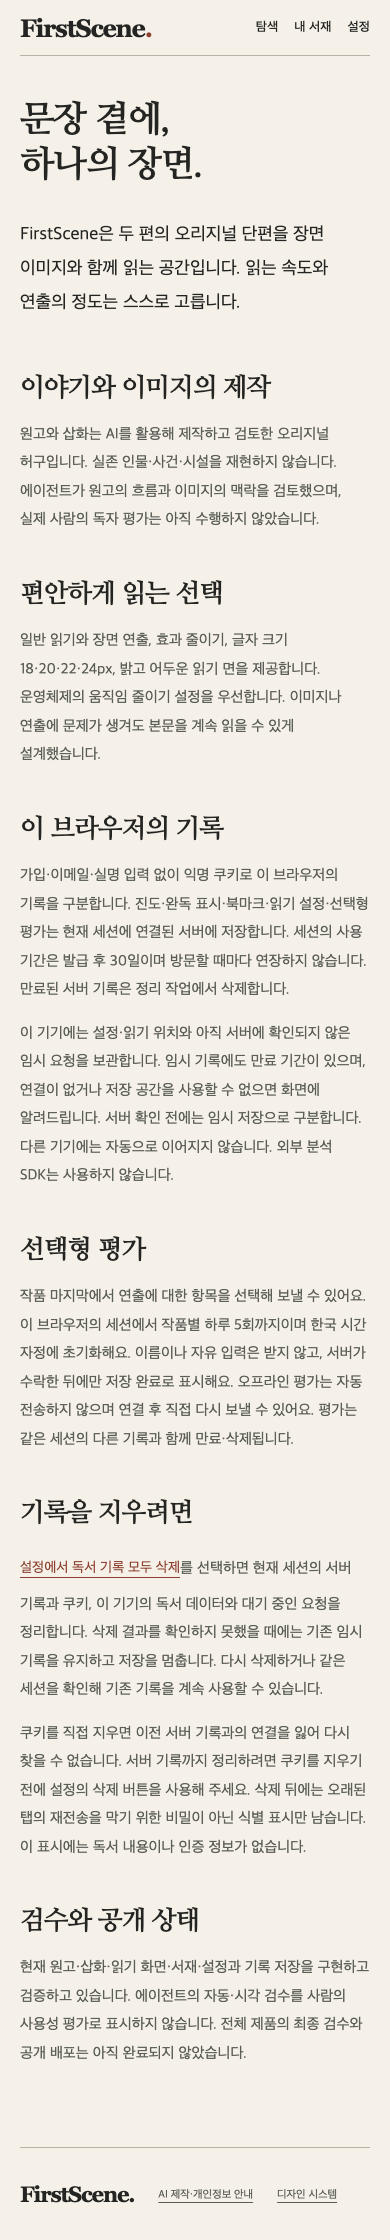 FirstScene.
탐색 내 서재 설정
문장 곁에,
하나의 장면.
FirstScene은 두 편의 오리지널 단편을 장면
이미지와 함께 읽는 공간입니다. 읽는 속도와
연출의 정도는 스스로 고릅니다.
이야기와 이미지의 제작
원고와 삽화는 AI를 활용해 제작하고 검토한 오리지널
허구입니다. 실존 인물·사건·시설을 재현하지 않습니다.
에이전트가 원고의 흐름과 이미지의 맥락을 검토했으며,
실제 사람의 독자 평가는 아직 수행하지 않았습니다.
편안하게 읽는 선택
일반 읽기와 장면 연출, 효과 줄이기, 글자 크기
18·20·22·24px, 밝고 어두운 읽기 면을 제공합니다.
운영체제의 움직임 줄이기 설정을 우선합니다. 이미지나
연출에 문제가 생겨도 본문을 계속 읽을 수 있게
설계했습니다.
이 브라우저의 기록
가입·이메일·실명 입력 없이 익명 쿠키로 이 브라우저의
기록을 구분합니다. 진도·완독 표시·북마크·읽기 설정·선택형
평가는 현재 세션에 연결된 서버에 저장합니다. 세션의 사용
기간은 발급 후 30일이며 방문할 때마다 연장하지 않습니다.
만료된 서버 기록은 정리 작업에서 삭제합니다.
이 기기에는 설정·읽기 위치와 아직 서버에 확인되지 않은
임시 요청을 보관합니다. 임시 기록에도 만료 기간이 있으며,
연결이 없거나 저장 공간을 사용할 수 없으면 화면에
알려드립니다. 서버 확인 전에는 임시 저장으로 구분합니다.
다른 기기에는 자동으로 이어지지 않습니다. 외부 분석
SDK는 사용하지 않습니다.
선택형 평가
작품 마지막에서 연출에 대한 항목을 선택해 보낼 수 있어요.
이 브라우저의 세션에서 작품별 하루 5회까지이며 한국 시간
자정에 초기화해요. 이름이나 자유 입력은 받지 않고, 서버가
수락한 뒤에만 저장 완료로 표시해요. 오프라인 평가는 자동
전송하지 않으며 연결 후 직접 다시 보낼 수 있어요. 평가는
같은 세션의 다른 기록과 함께 만료·삭제됩니다.
기록을 지우려면
설정에서 독서 기록 모두 삭제를 선택하면 현재 세션의 서버
기록과 쿠키, 이 기기의 독서 데이터와 대기 중인 요청을
정리합니다. 삭제 결과를 확인하지 못했을 때에는 기존 임시
기록을 유지하고 저장을 멈춥니다. 다시 삭제하거나 같은
세션을 확인해 기존 기록을 계속 사용할 수 있습니다.
쿠키를 직접 지우면 이전 서버 기록과의 연결을 잃어 다시
찾을 수 없습니다. 서버 기록까지 정리하려면 쿠키를 지우기
전에 설정의 삭제 버튼을 사용해 주세요. 삭제 뒤에는 오래된
탭의 재전송을 막기 위한 비밀이 아닌 식별 표시만 남습니다.
이 표시에는 독서 내용이나 인증 정보가 없습니다.
검수와 공개 상태
현재 원고·삽화·읽기 화면·서재·설정과 기록 저장을 구현하고
검증하고 있습니다. 에이전트의 자동·시각 검수를 사람의
사용성 평가로 표시하지 않습니다. 전체 제품의 최종 검수와
공개 배포는 아직 완료되지 않았습니다.
FirstScene. AI 제작·개인정보 안내 디자인 시스템